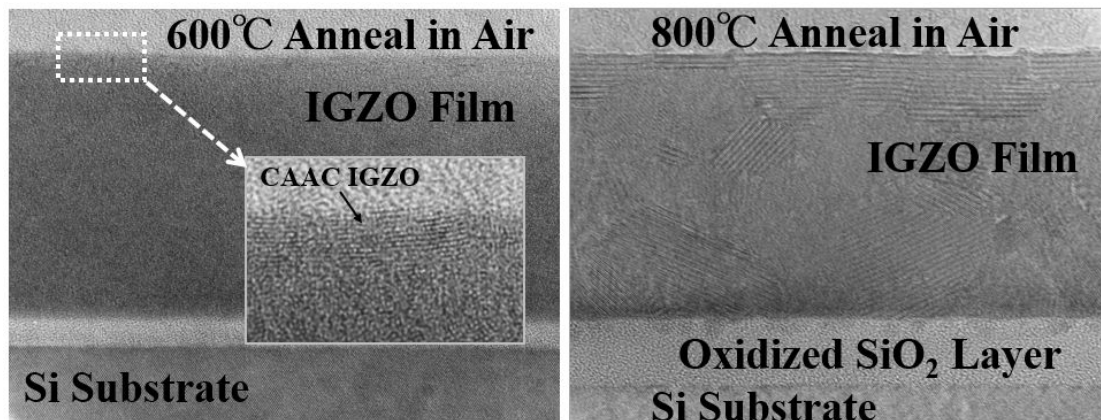 600℃ Anneal in Air
IGZO Film
CAAC IGZO
Si Substrate
800℃ Anneal in Air
IGZO Film
Oxidized SiO₂ Layer
Si Substrate